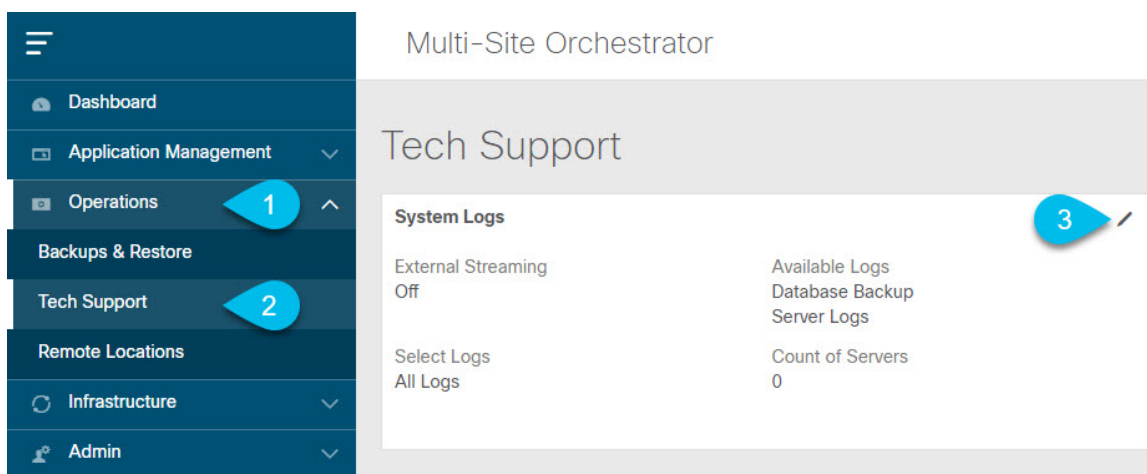 Multi-Site Orchestrator
Dashboard
Application Management
Operations
1
Backups & Restore
Tech Support
2
Remote Locations
Infrastructure
Admin
Tech Support
System Logs
3
External Streaming
Off
Available Logs
Database Backup
Server Logs
Select Logs
All Logs
Count of Servers
0